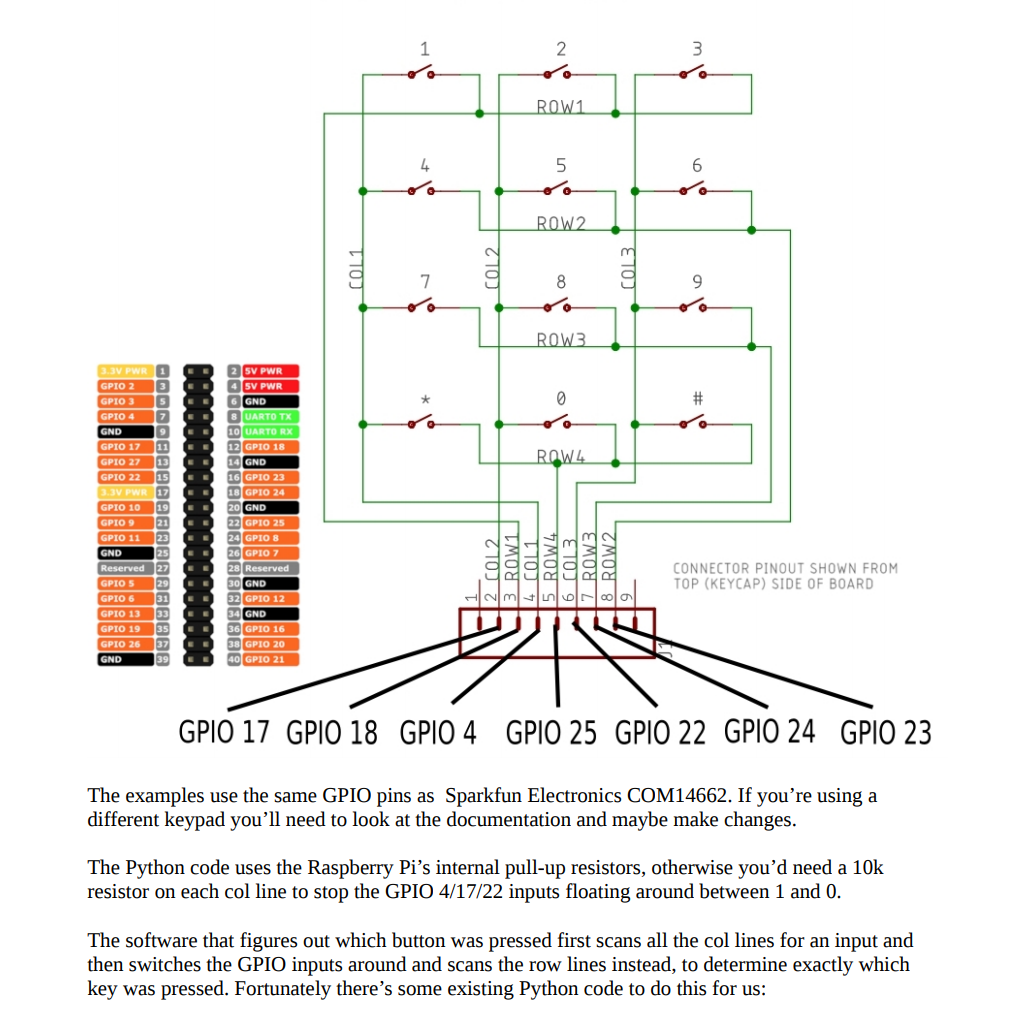 1 2 3
ROW1
4 5 6
ROW2
COL1 COL2 COL3
7 8 9
ROW3
* 0 #
ROW4
3.3V PWR 1 2 5V PWR
GPIO 2 3 4 5V PWR
GPIO 3 5 6 GND
GPIO 4 7 8 UART0 TX
GND 9 10 UART0 RX
GPIO 17 11 12 GPIO 18
GPIO 27 13 14 GND
GPIO 22 15 16 GPIO 23
3.3V PWR 17 18 GPIO 24
GPIO 10 19 20 GND
GPIO 9 21 22 GPIO 25
GPIO 11 23 24 GPIO 8
GND 25 26 GPIO 7
Reserved 27 28 Reserved
GPIO 5 29 30 GND
GPIO 6 31 32 GPIO 12
GPIO 13 33 34 GND
GPIO 19 35 36 GPIO 16
GPIO 26 37 38 GPIO 20
GND 39 40 GPIO 21
COL2 ROW1 COL1 ROW4 COL3 ROW3 ROW2
1 2 3 4 5 6 7 8 9
J1
CONNECTOR PINOUT SHOWN FROM
TOP (KEYCAP) SIDE OF BOARD
GPIO 17 GPIO 18 GPIO 4 GPIO 25 GPIO 22 GPIO 24 GPIO 23
The examples use the same GPIO pins as  Sparkfun Electronics COM14662. If you’re using a
different keypad you’ll need to look at the documentation and maybe make changes.
The Python code uses the Raspberry Pi’s internal pull-up resistors, otherwise you’d need a 10k
resistor on each col line to stop the GPIO 4/17/22 inputs floating around between 1 and 0.
The software that figures out which button was pressed first scans all the col lines for an input and
then switches the GPIO inputs around and scans the row lines instead, to determine exactly which
key was pressed. Fortunately there’s some existing Python code to do this for us: